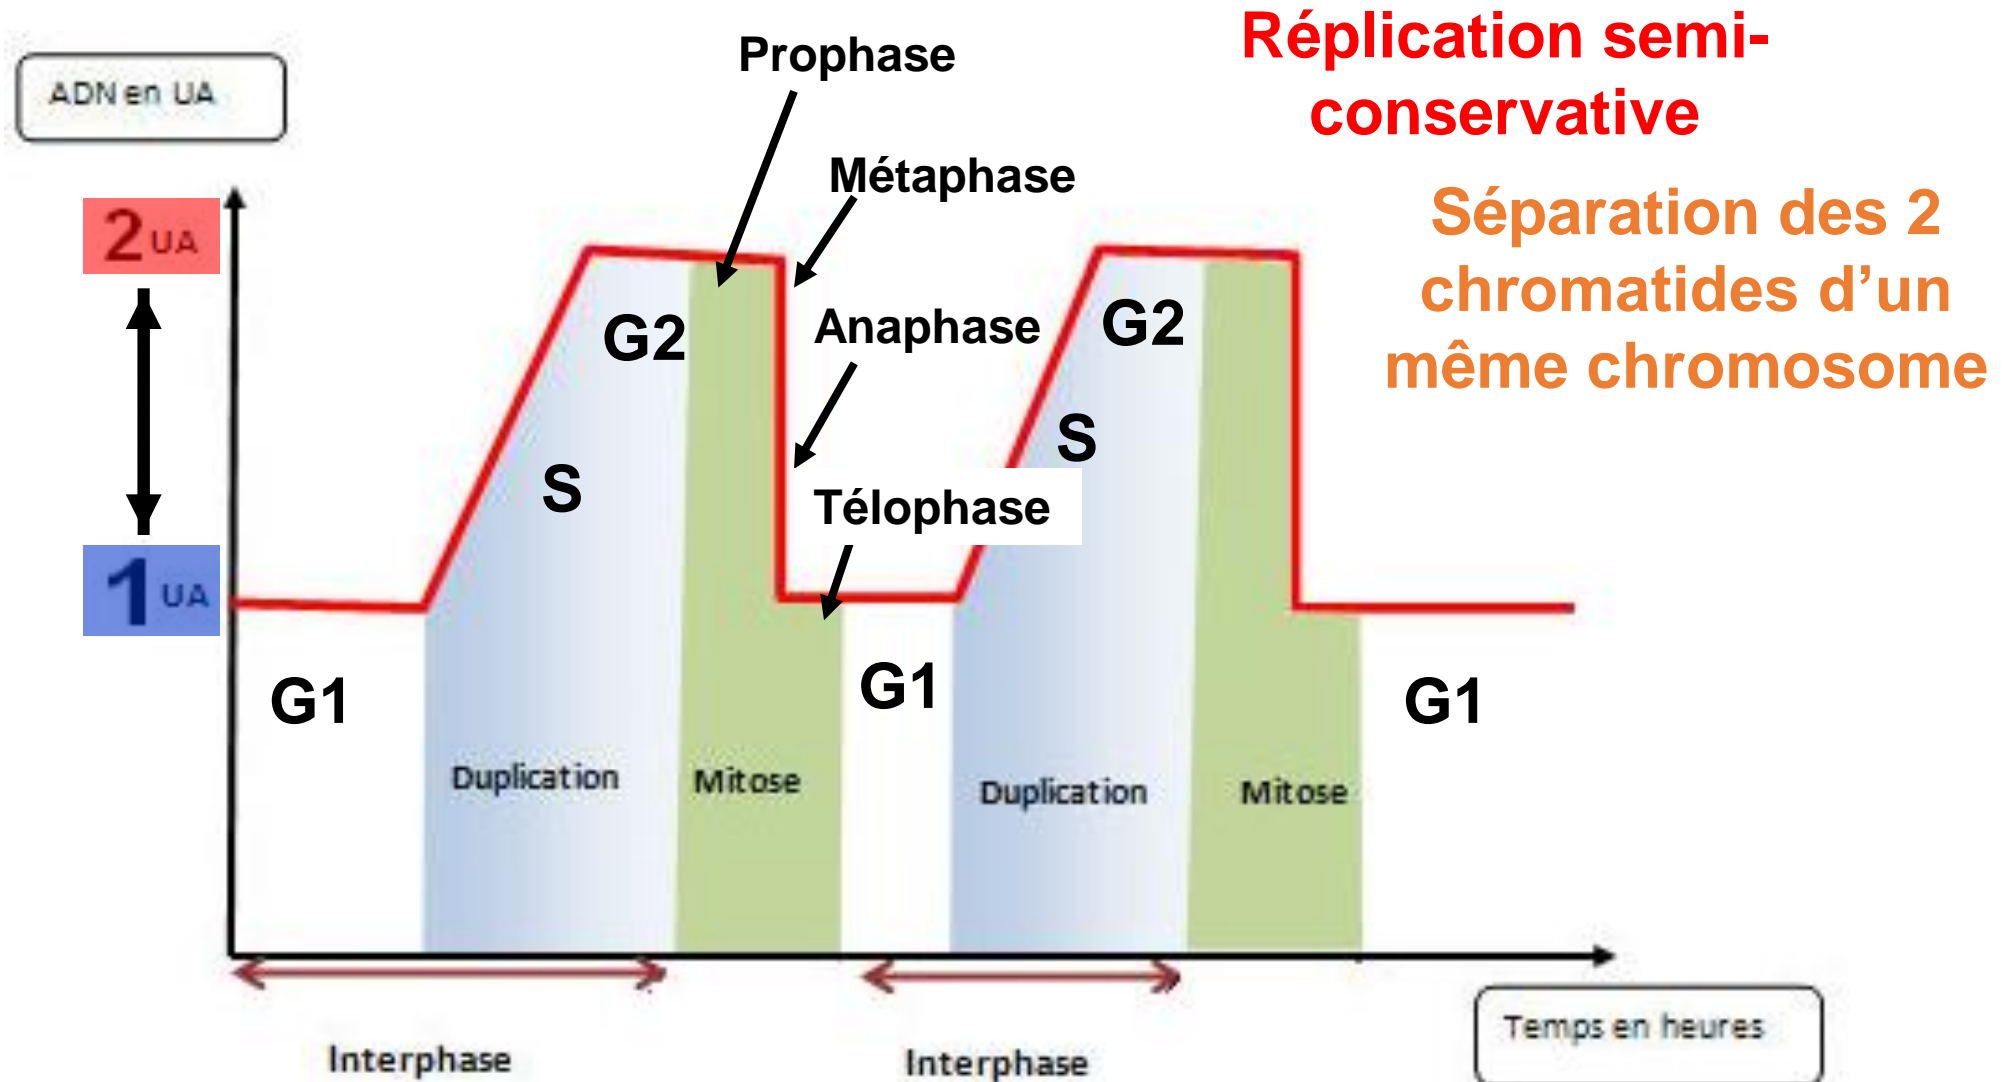 Réplication semi-
conservative
Prophase
ADN en UA
Métaphase
Séparation des 2
chromatides d’un
même chromosome
2 UA
G2
Anaphase
G2
S
S
Télophase
1 UA
G1
G1
G1
Duplication
Mitose
Duplication
Mitose
Temps en heures
Interphase
Interphase